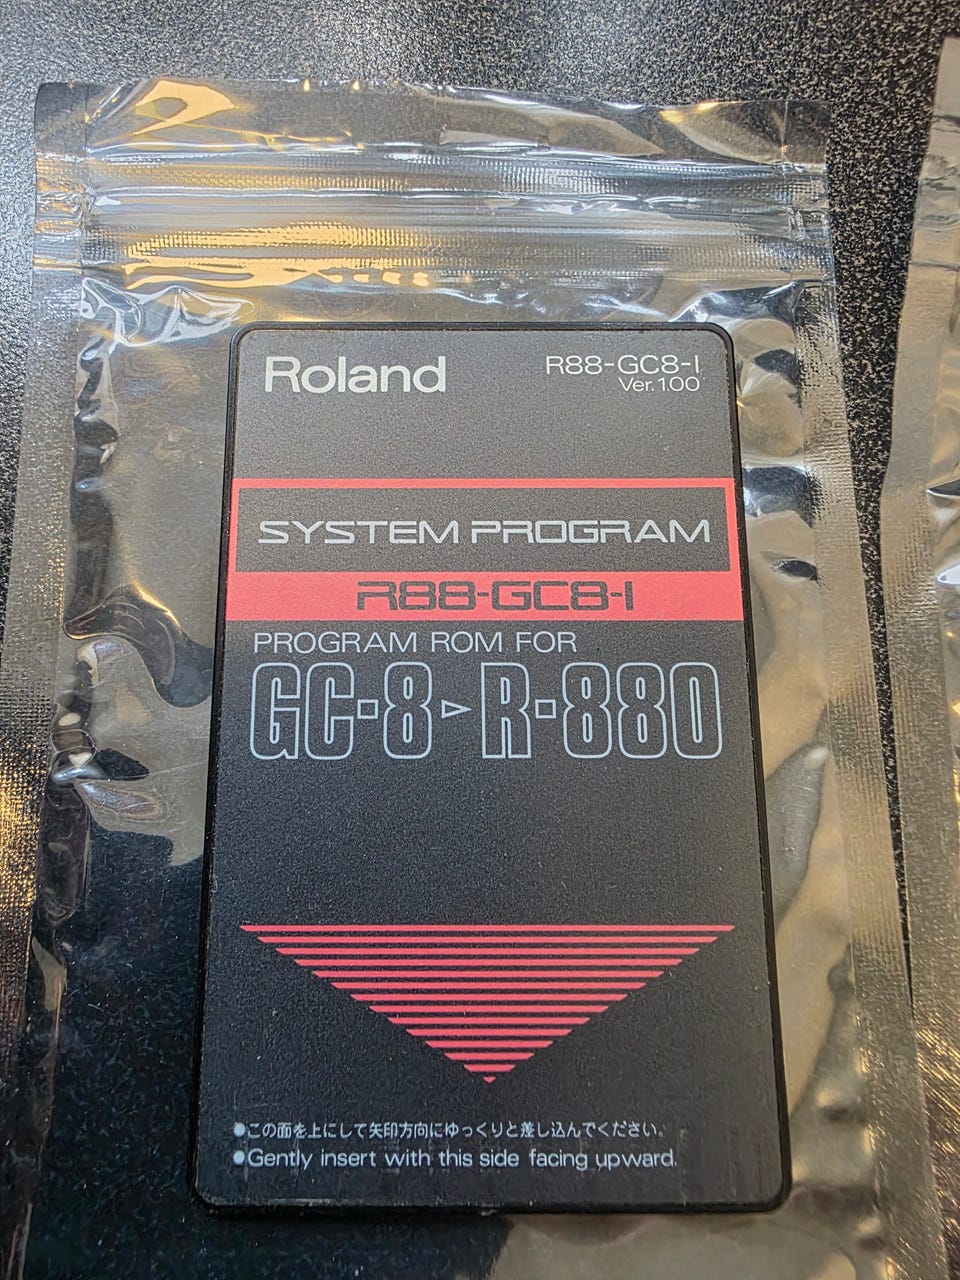 Roland
R88-GC8-I
Ver. 1.00
SYSTEM PROGRAM
R88-GC8-I
PROGRAM ROM FOR
GC-8▷R-880
●この面を上にして矢印方向にゆっくりと差し込んでください。
●Gently insert with this side facing upward.